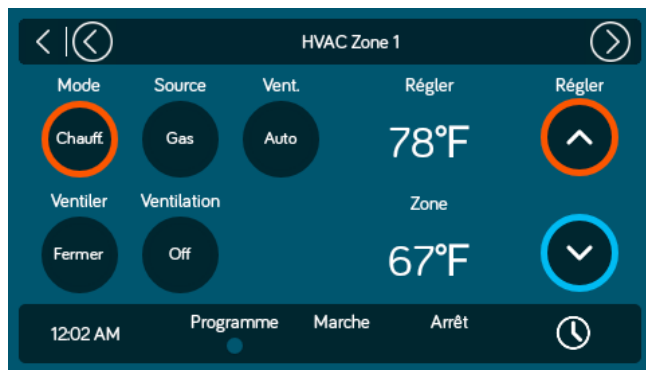 HVAC Zone 1
Mode Source Vent. Régler Régler
Chauff. Gas Auto 78°F
Ventiler Ventilation Zone
Fermer Off 67°F
12:02 AM Programme Marche Arrêt